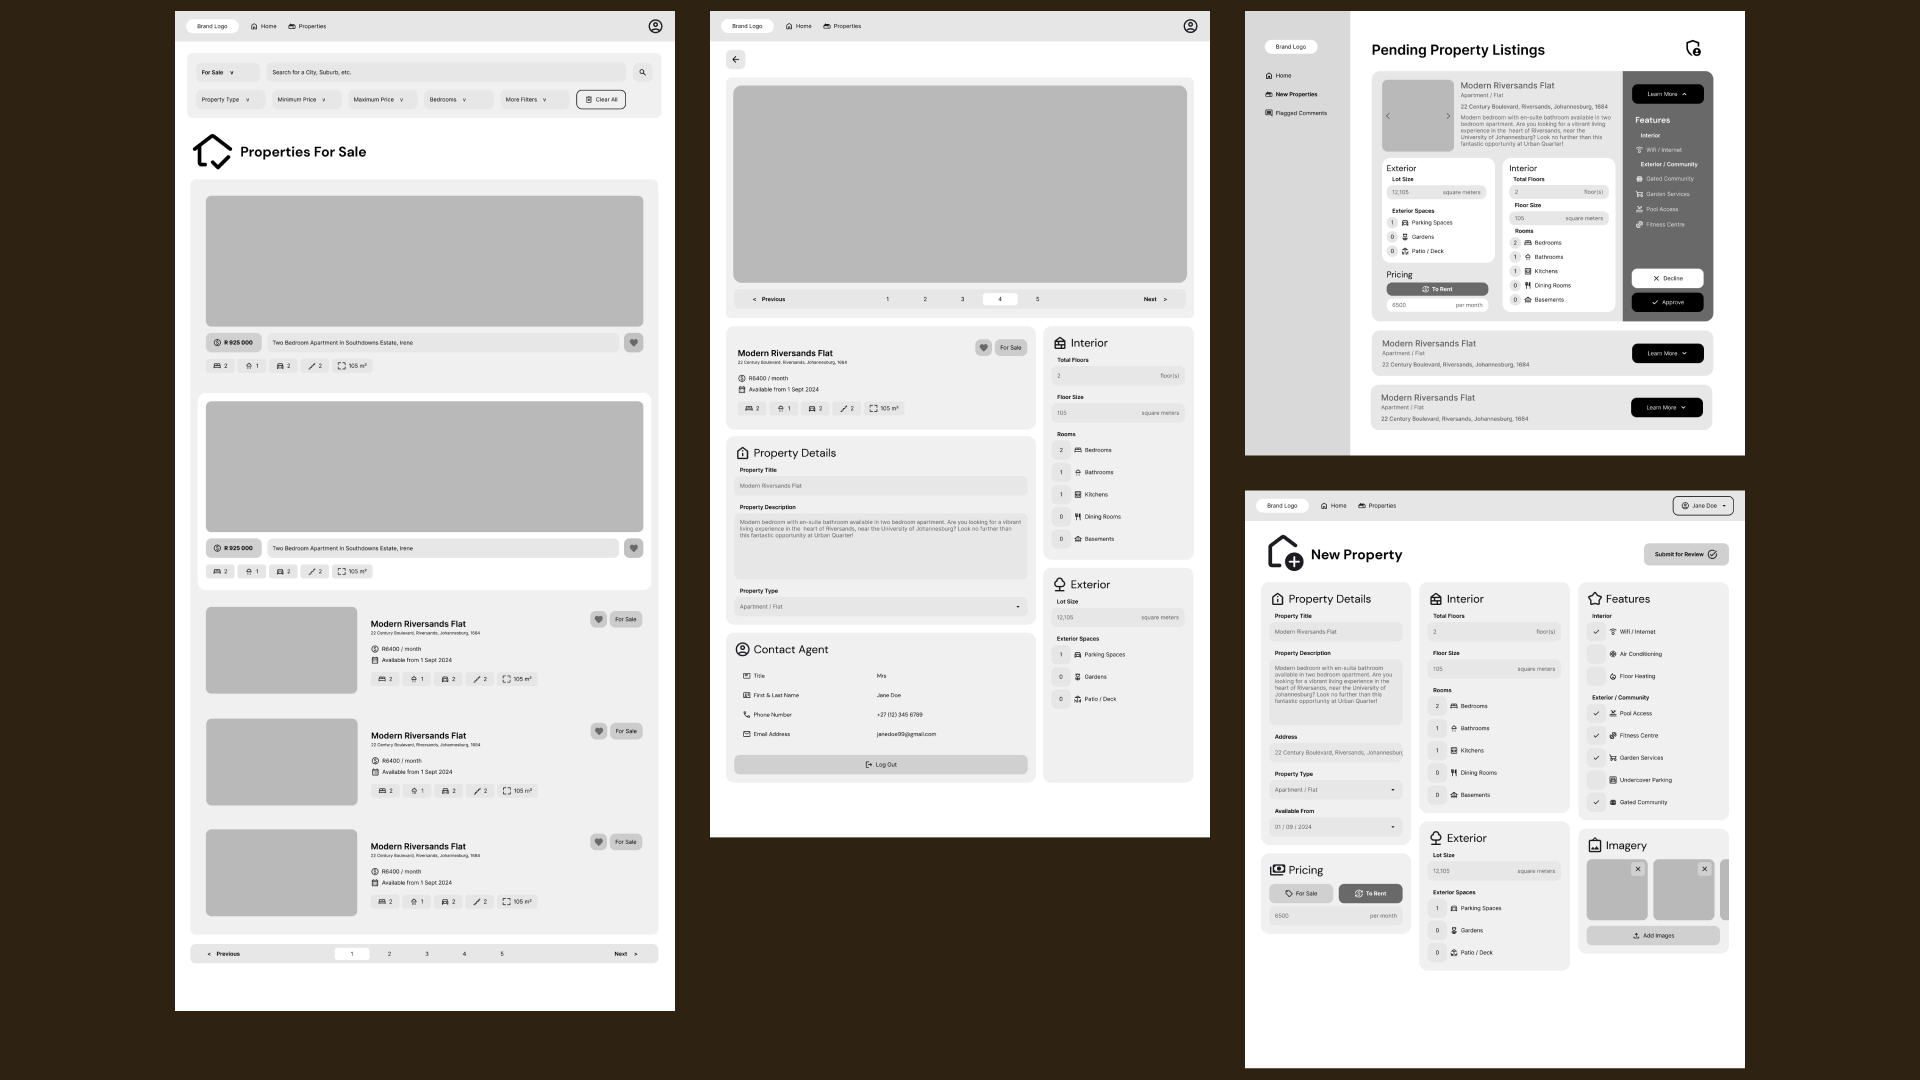 Brand Logo
Home
Properties
For Sale
Search for a City, Suburb, etc.
Property Type
Minimum Price
Maximum Price
Bedrooms
More Filters
Clear All
Properties For Sale
R 925 000
Two Bedroom Apartment in Southdowns Estate, Irene
2
1
2
2
105 m²
R 925 000
Two Bedroom Apartment in Southdowns Estate, Irene
2
1
2
2
105 m²
Modern Riversands Flat
For Sale
22 Century Boulevard, Riversands, Johannesburg, 1684
R6400 / month
Available from 1 Sept 2024
2
1
2
2
105 m²
Modern Riversands Flat
For Sale
22 Century Boulevard, Riversands, Johannesburg, 1684
R6400 / month
Available from 1 Sept 2024
2
1
2
2
105 m²
Modern Riversands Flat
For Sale
22 Century Boulevard, Riversands, Johannesburg, 1684
R6400 / month
Available from 1 Sept 2024
2
1
2
2
105 m²
< Previous
1
2
3
4
5
Next >
Brand Logo
Home
Properties
< Previous
1
2
3
4
5
Next >
Modern Riversands Flat
For Sale
22 Century Boulevard, Riversands, Johannesburg, 1684
R6400 / month
Available from 1 Sept 2024
2
1
2
2
105 m²
Property Details
Property Title
Modern Riversands Flat
Property Description
Modern bedroom with en-suite bathroom available in two bedroom apartment. Are you looking for a vibrant
living experience in the heart of Riversands, near the University of Johannesburg? Look no further than
this fantastic opportunity at Urban Quarter!
Property Type
Apartment / Flat
Contact Agent
Title
Mrs
First & Last Name
Jane Doe
Phone Number
+27 (12) 345 6789
Email Address
janedoe99@gmail.com
Log Out
Interior
Total Floors
2
floor(s)
Floor Size
105
square meters
Rooms
2
Bedrooms
1
Bathrooms
1
Kitchens
0
Dining Rooms
0
Basements
Exterior
Lot Size
12,105
square meters
Exterior Spaces
1
Parking Spaces
0
Gardens
0
Patio / Deck
Brand Logo
Home
New Properties
Flagged Comments
Pending Property Listings
Modern Riversands Flat
Apartment / Flat
22 Century Boulevard, Riversands, Johannesburg, 1684
Modern bedroom with en-suite bathroom available in two
bedroom apartment. Are you looking for a vibrant living
experience in the heart of Riversands, near the
University of Johannesburg? Look no further than this
fantastic opportunity at Urban Quarter!
Exterior
Lot Size
12,105
square meters
Exterior Spaces
1
Parking Spaces
0
Gardens
0
Patio / Deck
Pricing
To Rent
6500
per month
Interior
Total Floors
2
floor(s)
Floor Size
105
square meters
Rooms
2
Bedrooms
1
Bathrooms
1
Kitchens
0
Dining Rooms
0
Basements
Learn More
Features
Interior
Wifi / Internet
Exterior / Community
Gated Community
Garden Services
Pool Access
Fitness Centre
Decline
Approve
Modern Riversands Flat
Apartment / Flat
22 Century Boulevard, Riversands, Johannesburg, 1684
Learn More
Modern Riversands Flat
Apartment / Flat
22 Century Boulevard, Riversands, Johannesburg, 1684
Learn More
Brand Logo
Home
Properties
Jane Doe
New Property
Submit for Review
Property Details
Property Title
Modern Riversands Flat
Property Description
Modern bedroom with en-suite bathroom
available in two bedroom apartment. Are you
looking for a vibrant living experience in the
heart of Riversands, near the University of
Johannesburg? Look no further than this
fantastic opportunity at Urban Quarter!
Address
22 Century Boulevard, Riversands, Johannesburg
Property Type
Apartment / Flat
Available From
01 / 09 / 2024
Pricing
For Sale
To Rent
6500
per month
Interior
Total Floors
2
floor(s)
Floor Size
105
square meters
Rooms
2
Bedrooms
1
Bathrooms
1
Kitchens
0
Dining Rooms
0
Basements
Exterior
Lot Size
12,105
square meters
Exterior Spaces
1
Parking Spaces
0
Gardens
0
Patio / Deck
Features
Interior
Wifi / Internet
Air Conditioning
Floor Heating
Exterior / Community
Pool Access
Fitness Centre
Garden Services
Undercover Parking
Gated Community
Imagery
Add Images